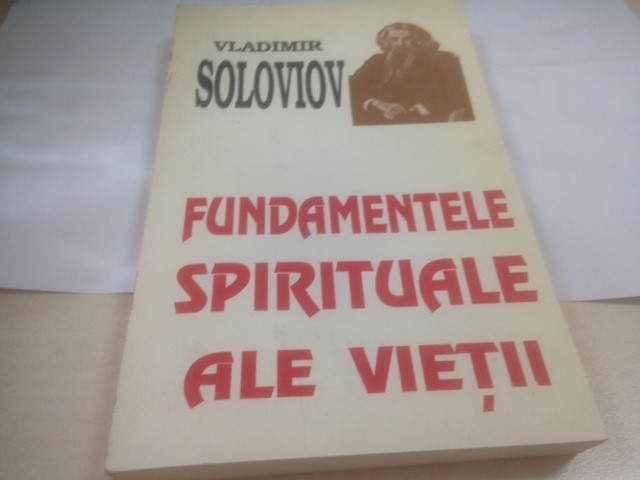 VLADIMIR
SOLOVIOV
FUNDAMENTELE
SPIRITUALE
ALE VIEȚII